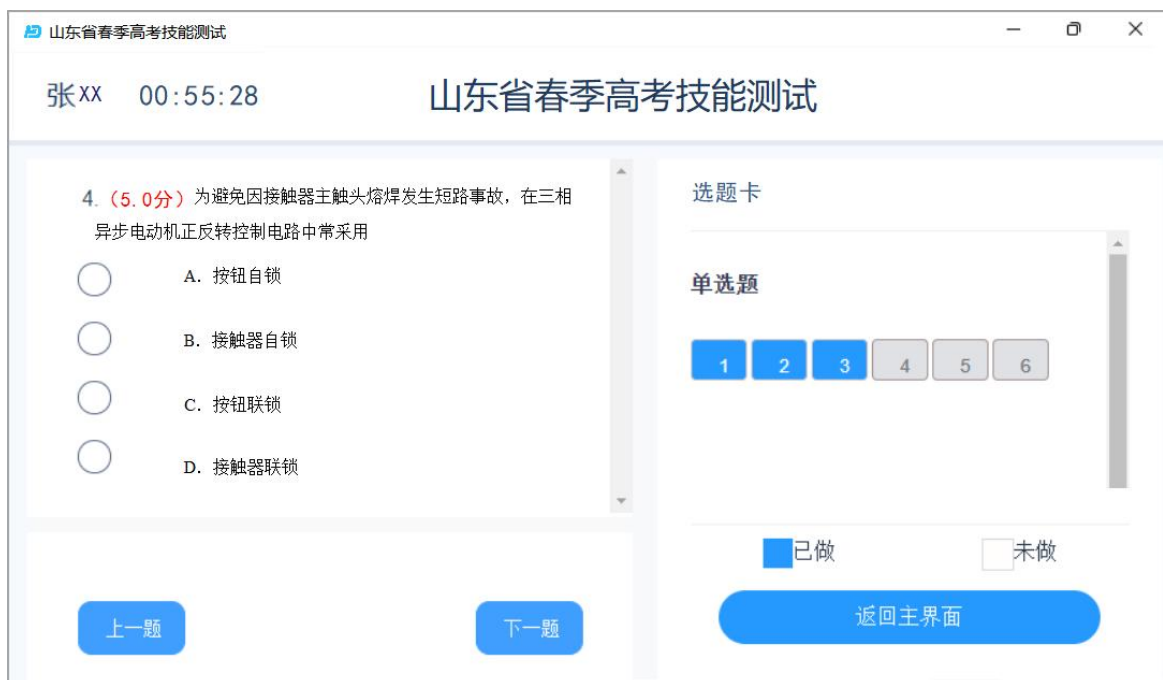 山东省春季高考技能测试
张XX 00:55:28 山东省春季高考技能测试
4.（5.0分）为避免因接触器主触头熔焊发生短路事故，在三相
异步电动机正反转控制电路中常采用
A. 按钮自锁
B. 接触器自锁
C. 按钮联锁
D. 接触器联锁
上一题 下一题
选题卡
单选题
1 2 3 4 5 6
已做 未做
返回主界面